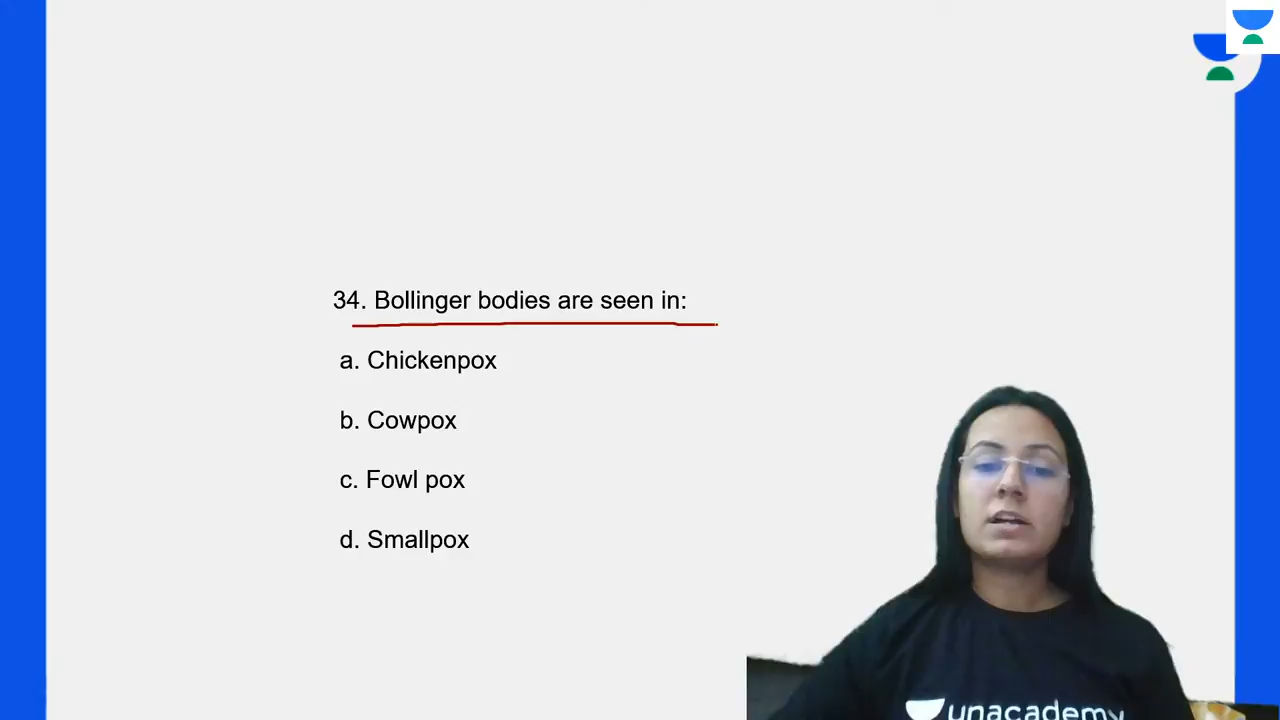 34. Bollinger bodies are seen in:
a. Chickenpox
b. Cowpox
c. Fowl pox
d. Smallpox
unacademy